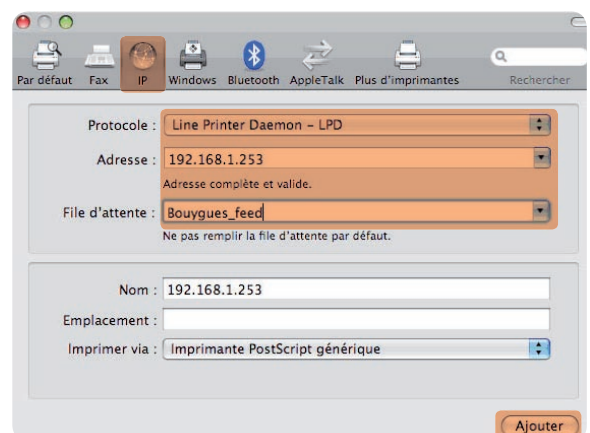 Par défaut Fax IP Windows Bluetooth AppleTalk Plus d'imprimantes Rechercher
Protocole : Line Printer Daemon – LPD
Adresse : 192.168.1.253
Adresse complète et valide.
File d'attente : Bouygues_feed
Ne pas remplir la file d'attente par défaut.
Nom : 192.168.1.253
Emplacement :
Imprimer via : Imprimante PostScript générique
Ajouter